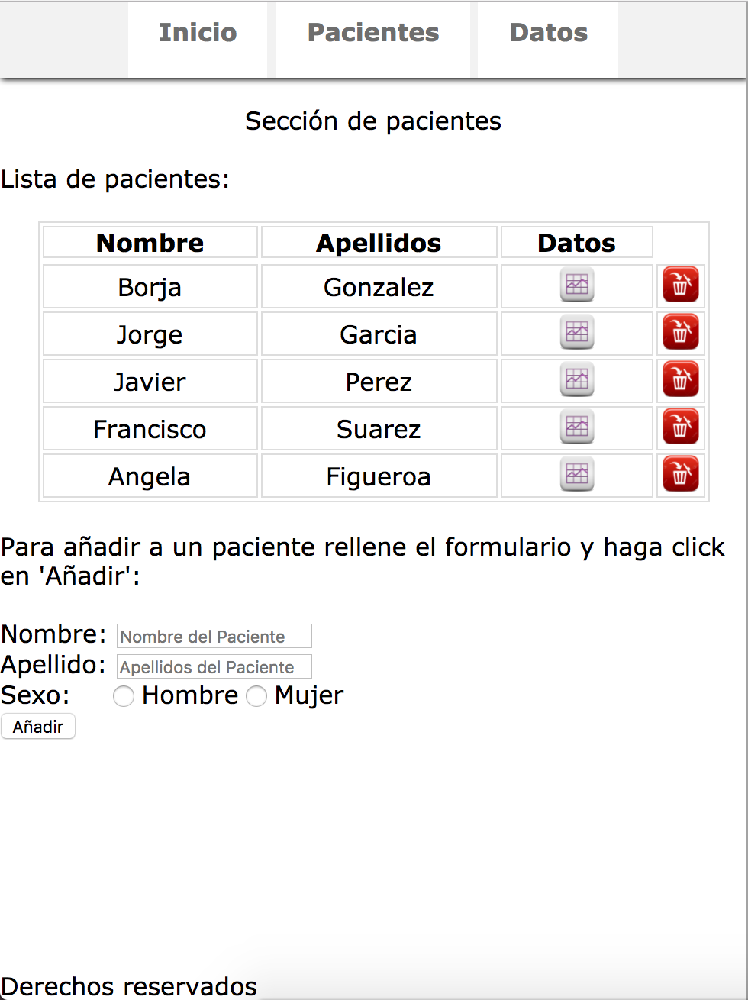 Inicio Pacientes Datos
Sección de pacientes
Lista de pacientes:
Nombre Apellidos Datos
Borja Gonzalez
Jorge Garcia
Javier Perez
Francisco Suarez
Angela Figueroa
Para añadir a un paciente rellene el formulario y haga click
en 'Añadir':
Nombre: Nombre del Paciente
Apellido: Apellidos del Paciente
Sexo: Hombre Mujer
Añadir
Derechos reservados